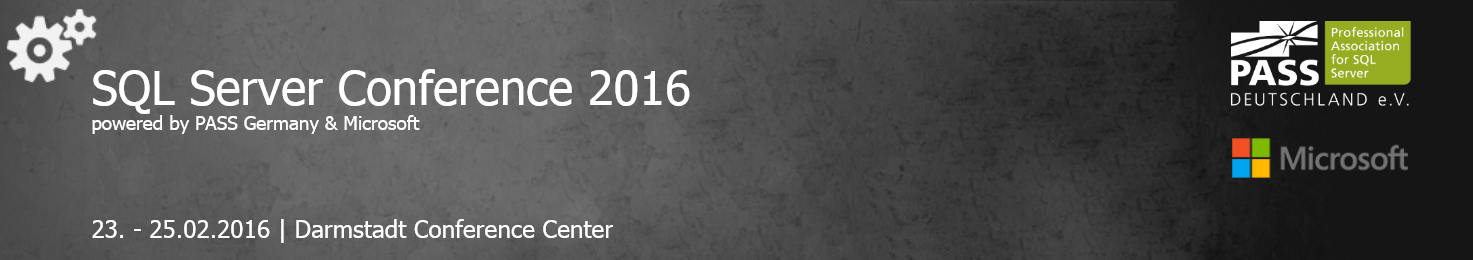 SQL Server Conference 2016
powered by PASS Germany & Microsoft
23. - 25.02.2016 | Darmstadt Conference Center
PASS
Professional
Association
for SQL
Server
DEUTSCHLAND e.V.
Microsoft